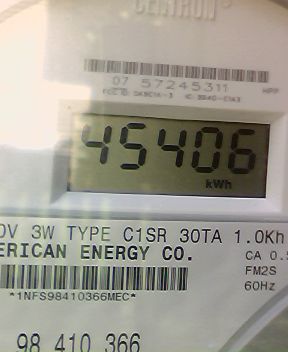 CENTRON®
07 57245311
45406
kWh
3W TYPE C1SR 30TA 1.0Kh
ERICAN ENERGY CO.
CA 0.5
FM2S
60Hz
*1NFS98410366MEC*
98 410 366